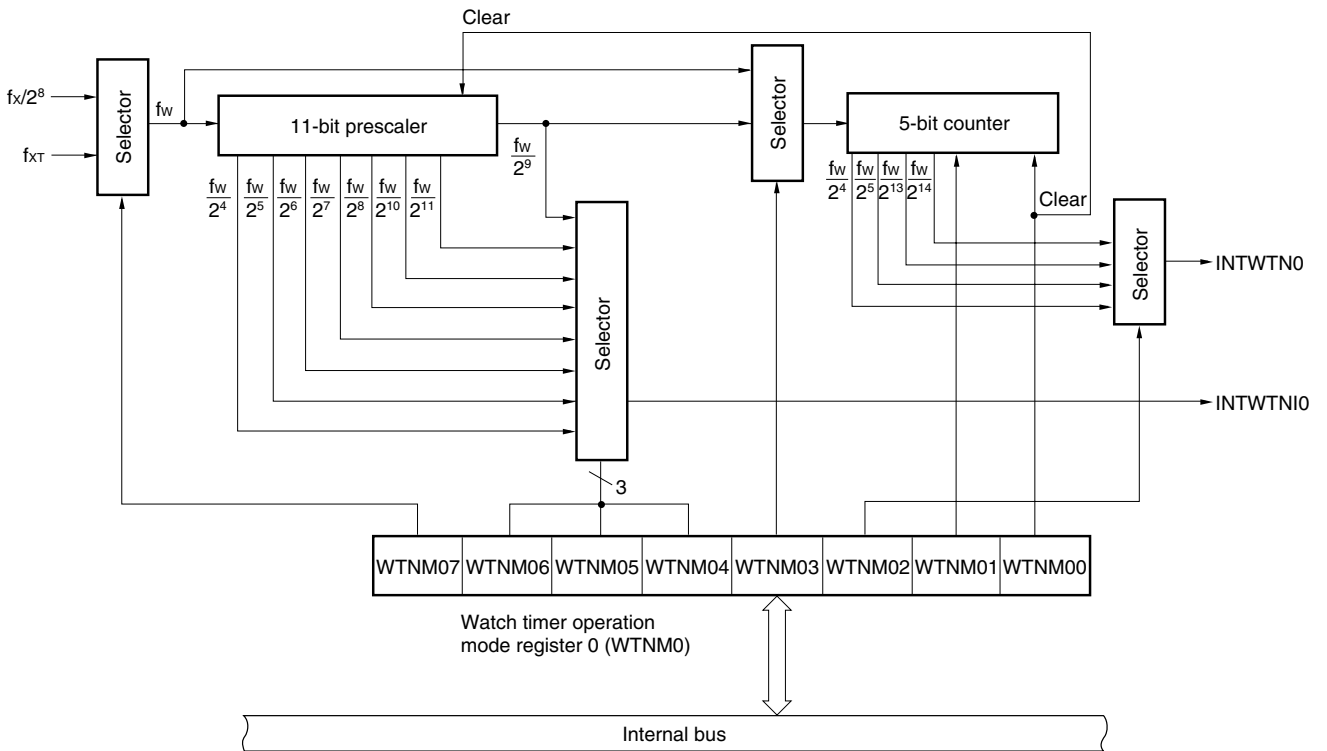 Clear
fX/2⁸
fXT
Selector
fW
11-bit prescaler
fW/2⁴
fW/2⁵
fW/2⁶
fW/2⁷
fW/2⁸
fW/2¹⁰
fW/2¹¹
fW/2⁹
Selector
Selector
5-bit counter
fW/2⁴
fW/2⁵
fW/2¹³
fW/2¹⁴
Clear
Selector
INTWTN0
INTWTNI0
3
WTNM07 WTNM06 WTNM05 WTNM04 WTNM03 WTNM02 WTNM01 WTNM00
Watch timer operation
mode register 0 (WTNM0)
Internal bus